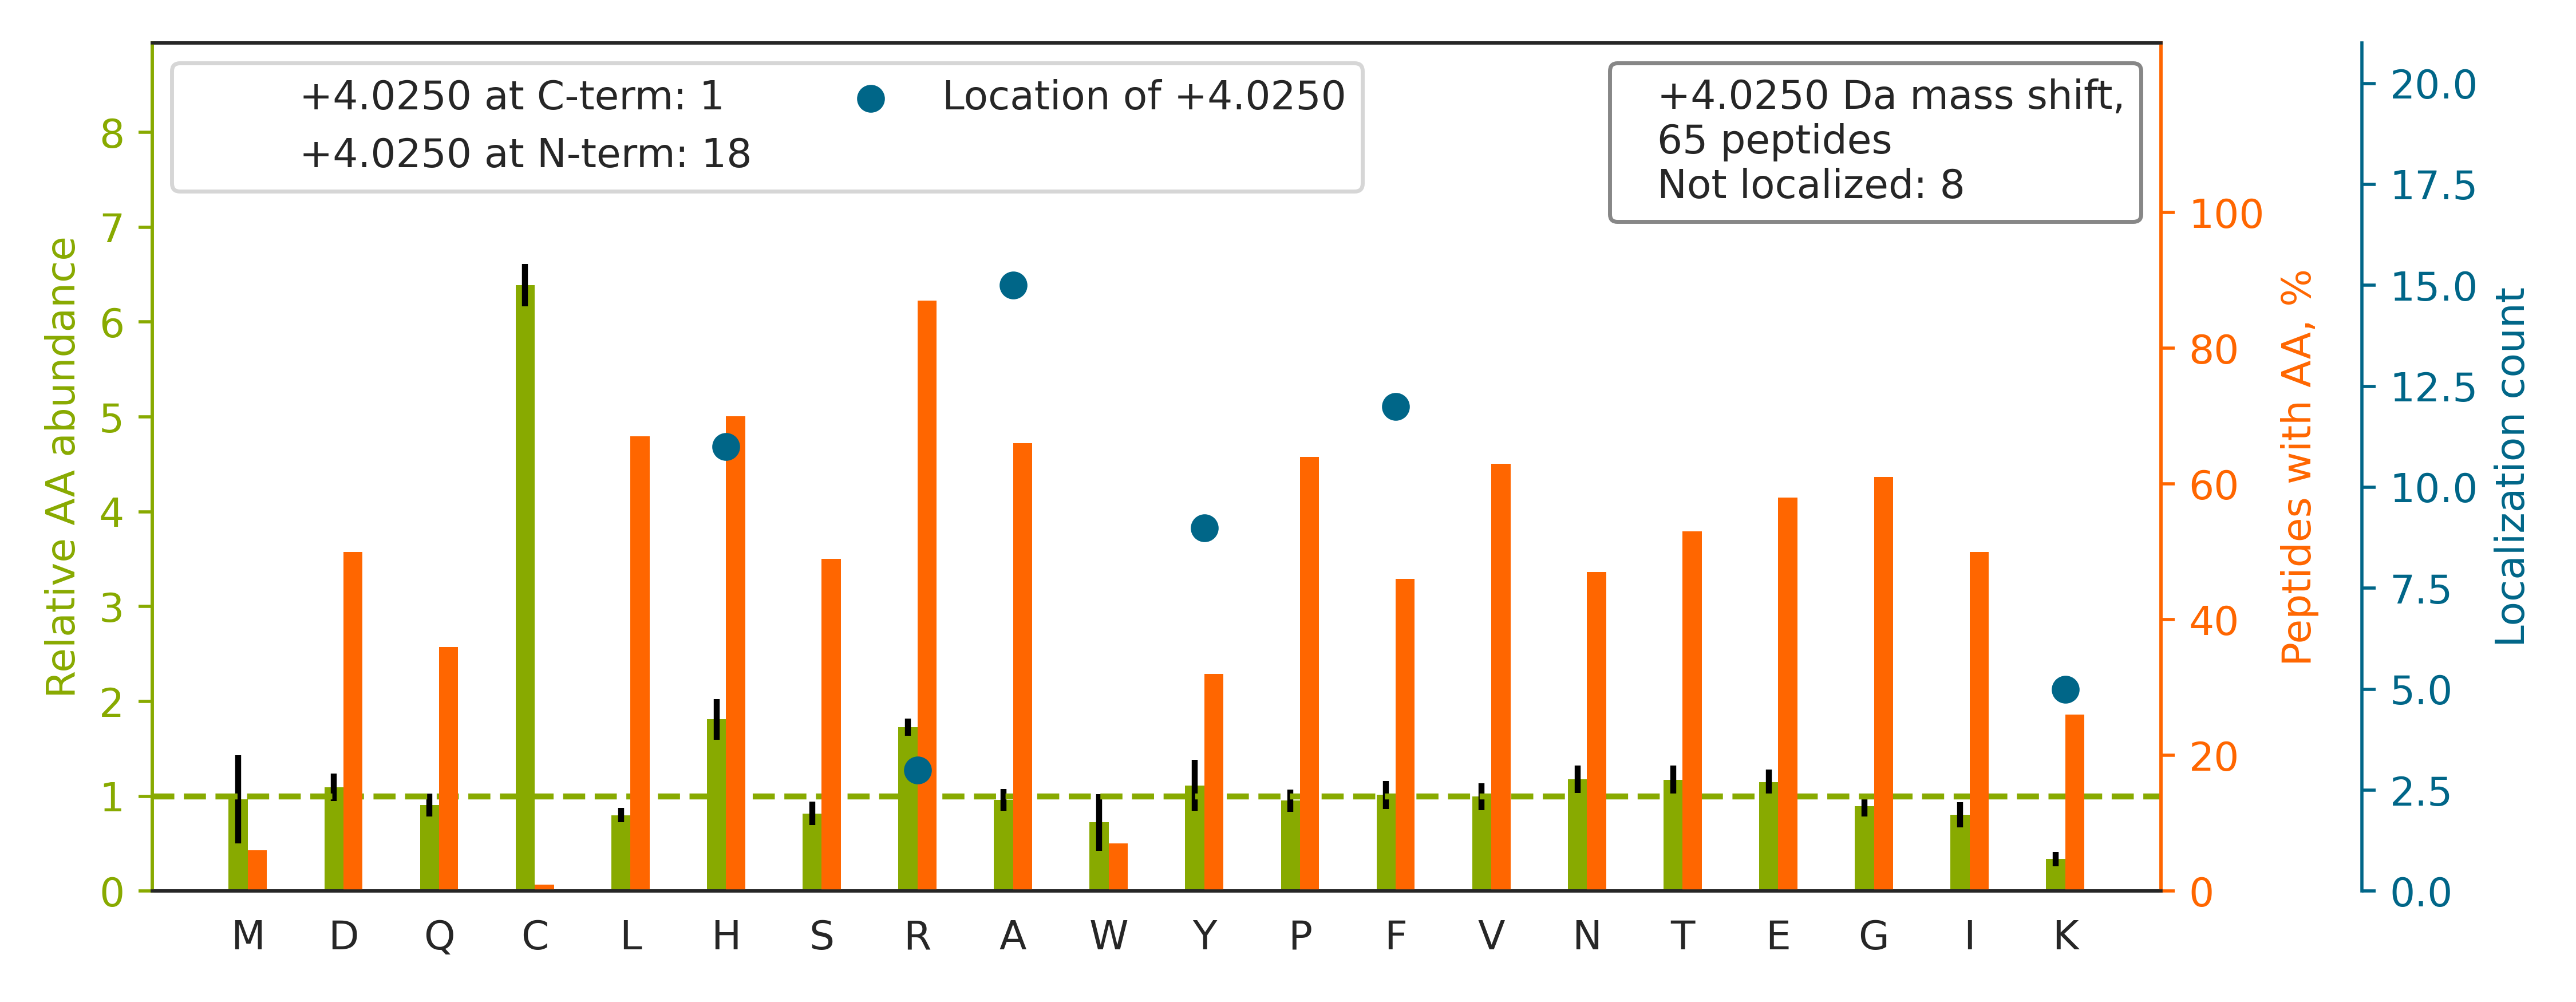 +4.0250 at C-term: 1
+4.0250 at N-term: 18
Location of +4.0250
+4.0250 Da mass shift,
65 peptides
Not localized: 8
Relative AA abundance
8
7
6
5
4
3
2
1
0
M D Q C L H S R A W Y P F V N T E G I K
100
80
60
40
20
0
Peptides with AA, %
20.0
17.5
15.0
12.5
10.0
7.5
5.0
2.5
0.0
Localization count